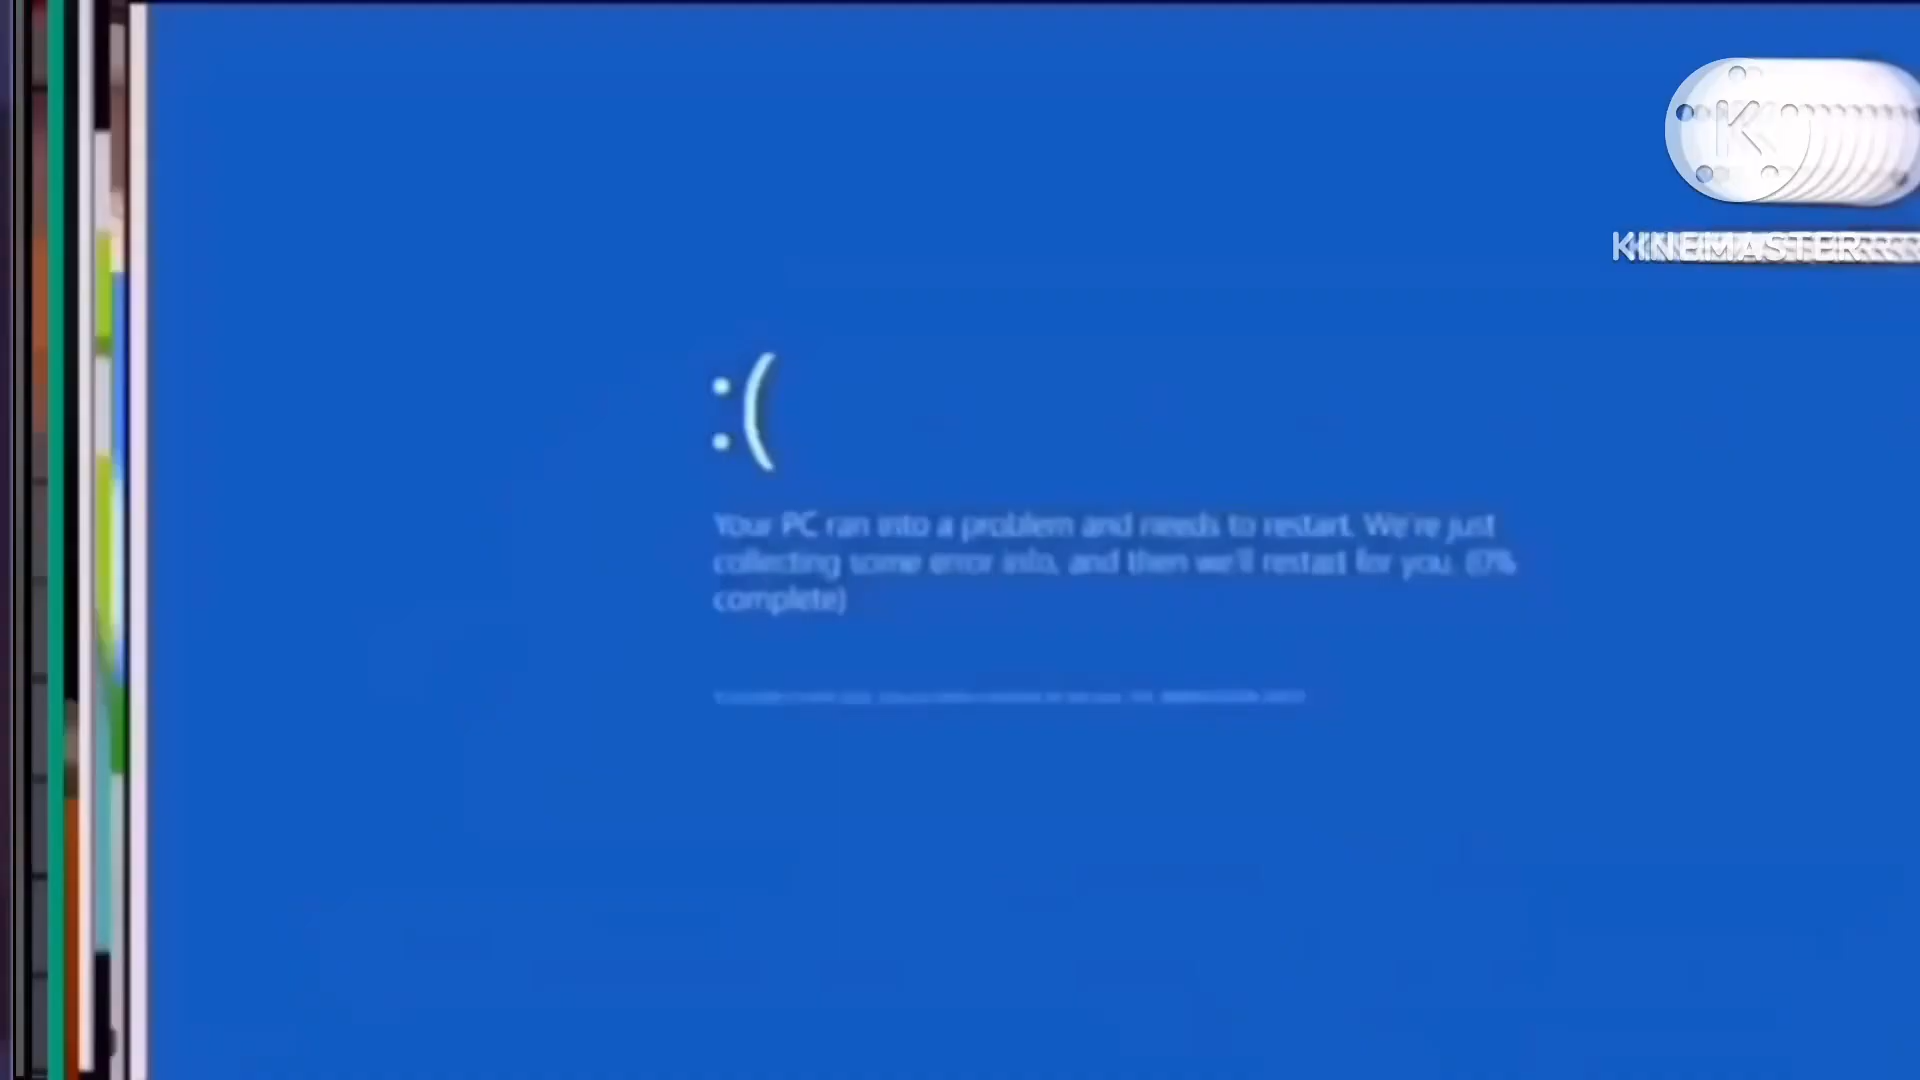 KINEMASTER
:(
Your PC ran into a problem and needs to restart. We're just
collecting some error info, and then we'll restart for you. (0%
complete)